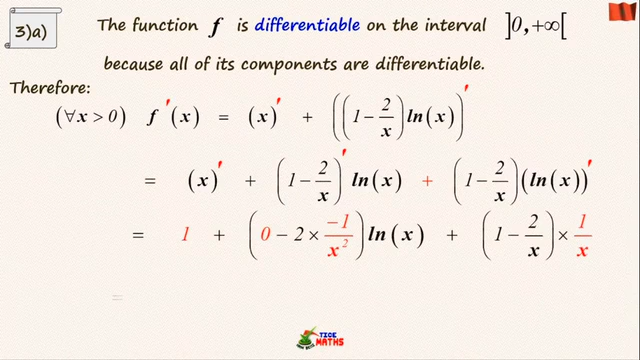 3)a)
The function f is differentiable on the interval ]0,+∞[
because all of its components are differentiable.
Therefore:
(∀x > 0) f'(x) = (x)' + ((1 − 2/x) ln(x))'
= (x)' + (1 − 2/x)' ln(x) + (1 − 2/x)(ln(x))'
= 1 + (0 − 2 × −1/x²) ln(x) + (1 − 2/x) × 1/x
=
TICE
MATHS